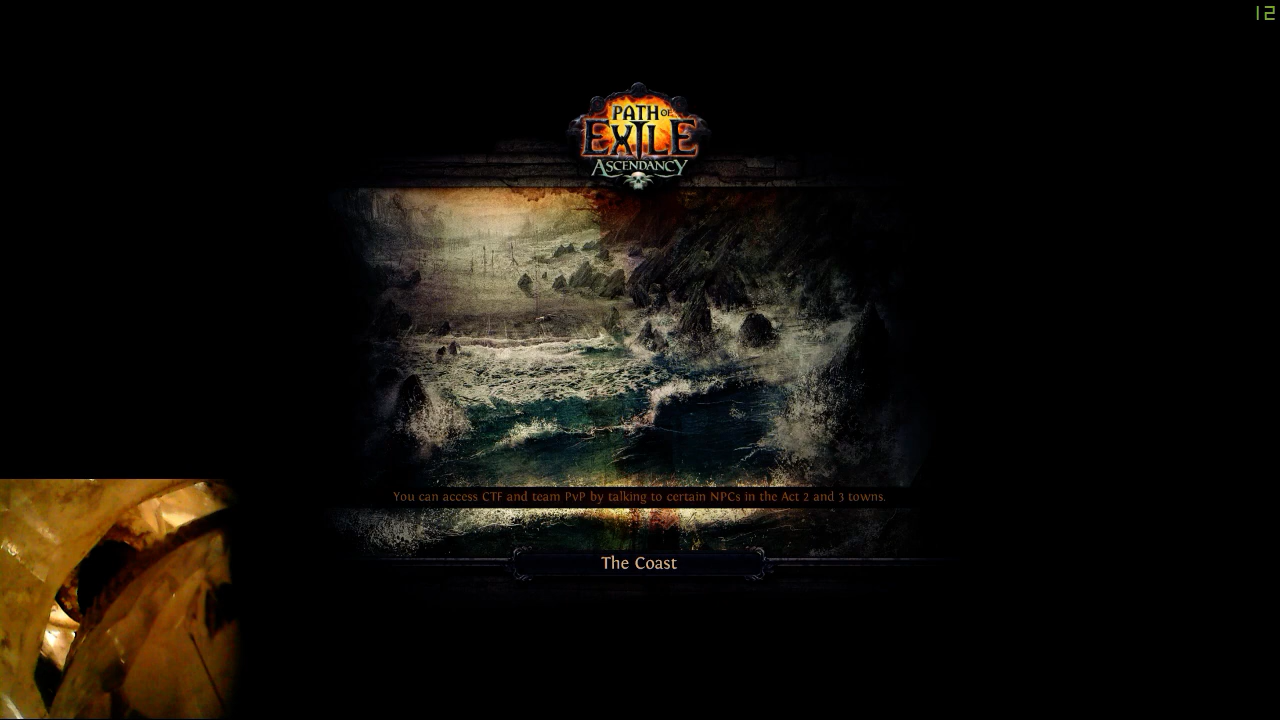 12
PATH OF
EXILE
ASCENDANCY
You can access CTF and team PvP by talking to certain NPCs in the Act 2 and 3 towns.
The Coast